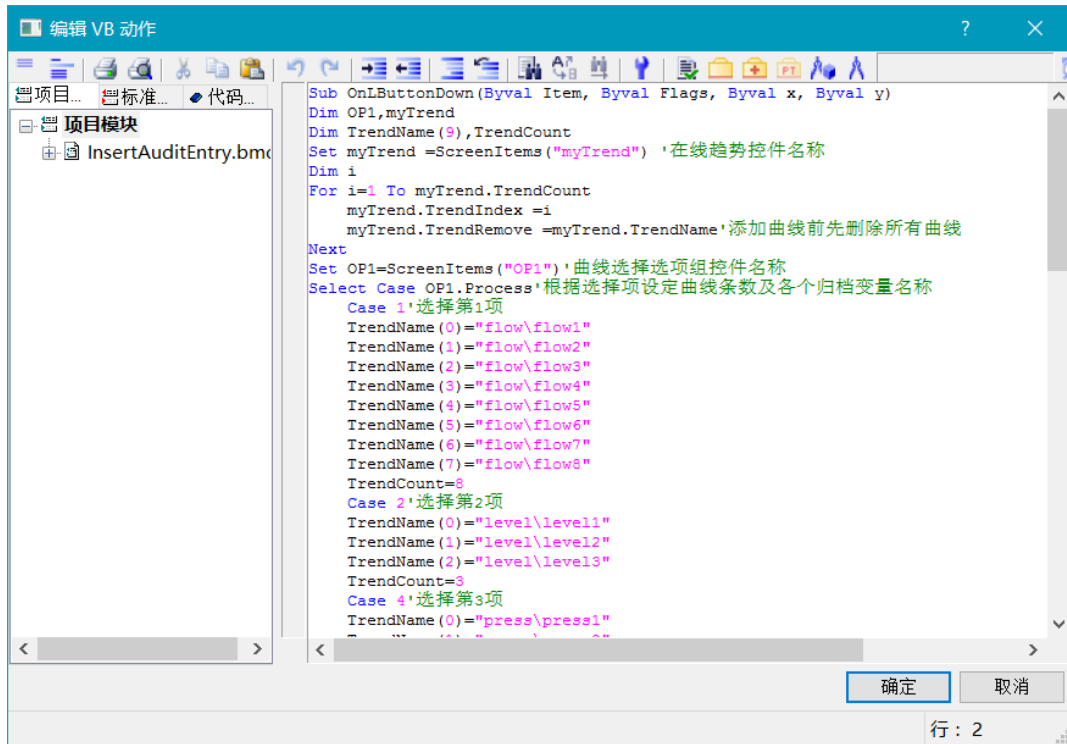 编辑 VB 动作
?
项目...
标准...
代码...
项目模块
InsertAuditEntry.bm
Sub OnLButtonDown(Byval Item, Byval Flags, Byval x, Byval y)
Dim OP1,myTrend
Dim TrendName(9),TrendCount
Set myTrend =ScreenItems("myTrend") '在线趋势控件名称
Dim i
For i=1 To myTrend.TrendCount
myTrend.TrendIndex =i
myTrend.TrendRemove =myTrend.TrendName'添加曲线前先删除所有曲线
Next
Set OP1=ScreenItems("OP1")'曲线选择选项组控件名称
Select Case OP1.Process'根据选择项设定曲线条数及各个归档变量名称
Case 1'选择第1项
TrendName(0)="flow\flow1"
TrendName(1)="flow\flow2"
TrendName(2)="flow\flow3"
TrendName(3)="flow\flow4"
TrendName(4)="flow\flow5"
TrendName(5)="flow\flow6"
TrendName(6)="flow\flow7"
TrendName(7)="flow\flow8"
TrendCount=8
Case 2'选择第2项
TrendName(0)="level\level1"
TrendName(1)="level\level2"
TrendName(2)="level\level3"
TrendCount=3
Case 4'选择第3项
TrendName(0)="press\press1"
确定
取消
行: 2